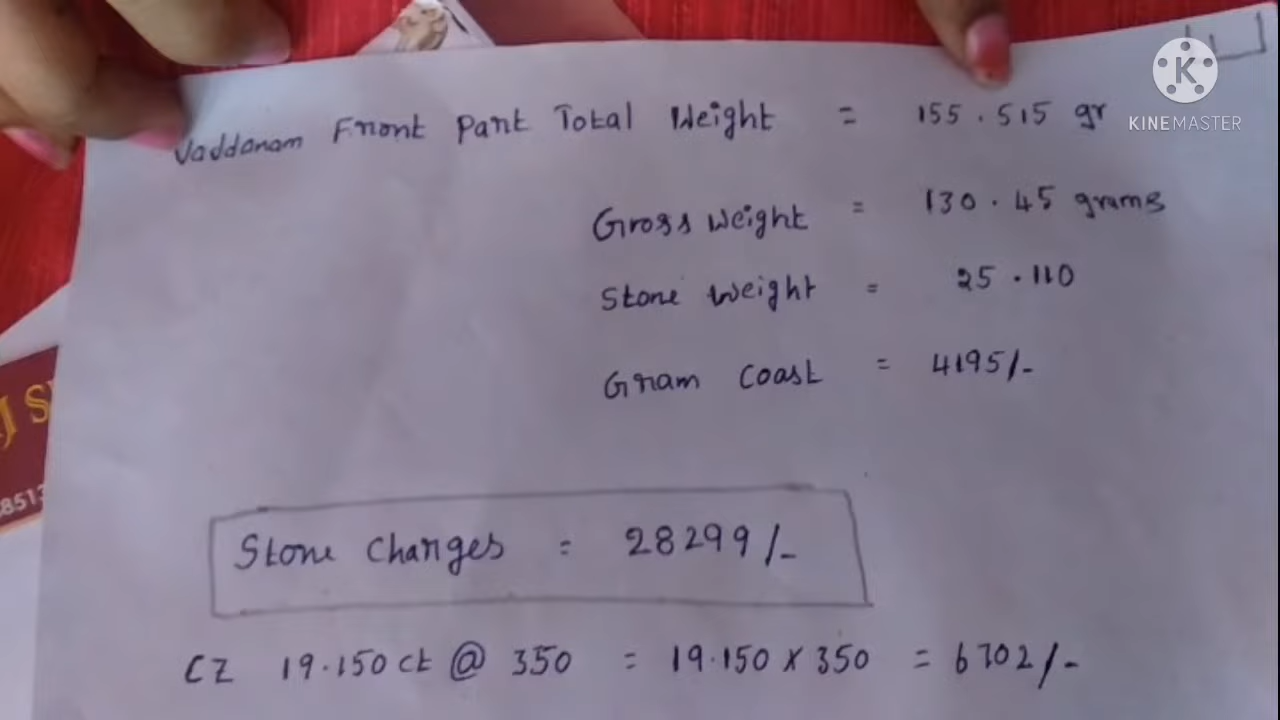 KINEMASTER
Vaddanam Front Part Total Weight = 155.515 gr
Gross Weight = 130.45 grams
Stone Weight = 25.110
Gram Coast = 4195/-
Stone Charges = 28299/-
CZ 19.150 ct @ 350 = 19.150 x 350 = 6702/-
J S
8513